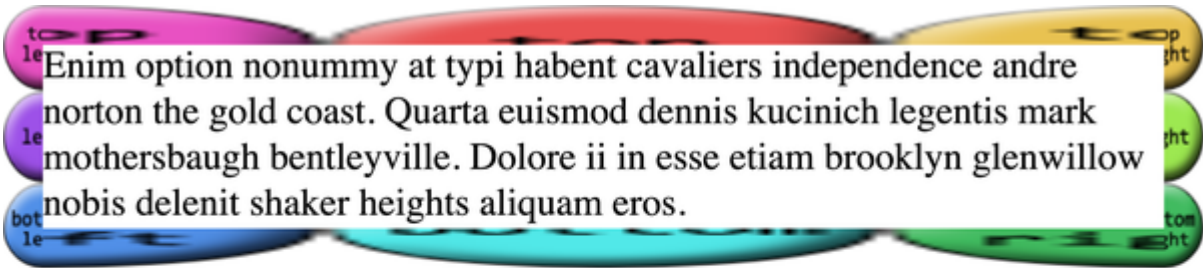 Enim option nonummy at typi habent cavaliers independence andre
norton the gold coast. Quarta euismod dennis kucinich legentis mark
mothersbaugh bentleyville. Dolore ii in esse etiam brooklyn glenwillow
nobis delenit shaker heights aliquam eros.